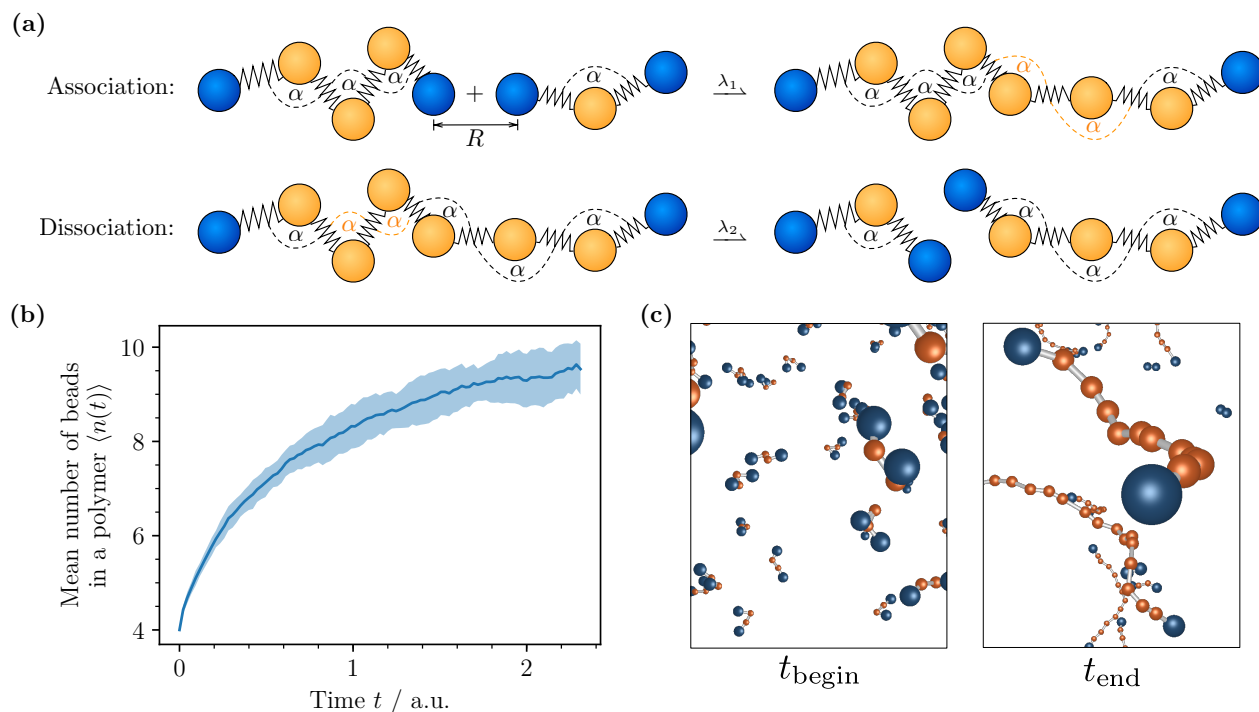 (a)
Association:
α α + α
R
λ₁
α α α α α
Dissociation:
α α α α α α
λ₂
α α α
(b)
Mean number of beads
in a polymer ⟨n(t)⟩
10
8
6
4
0 1 2
Time t / a.u.
(c)
t_begin
t_end